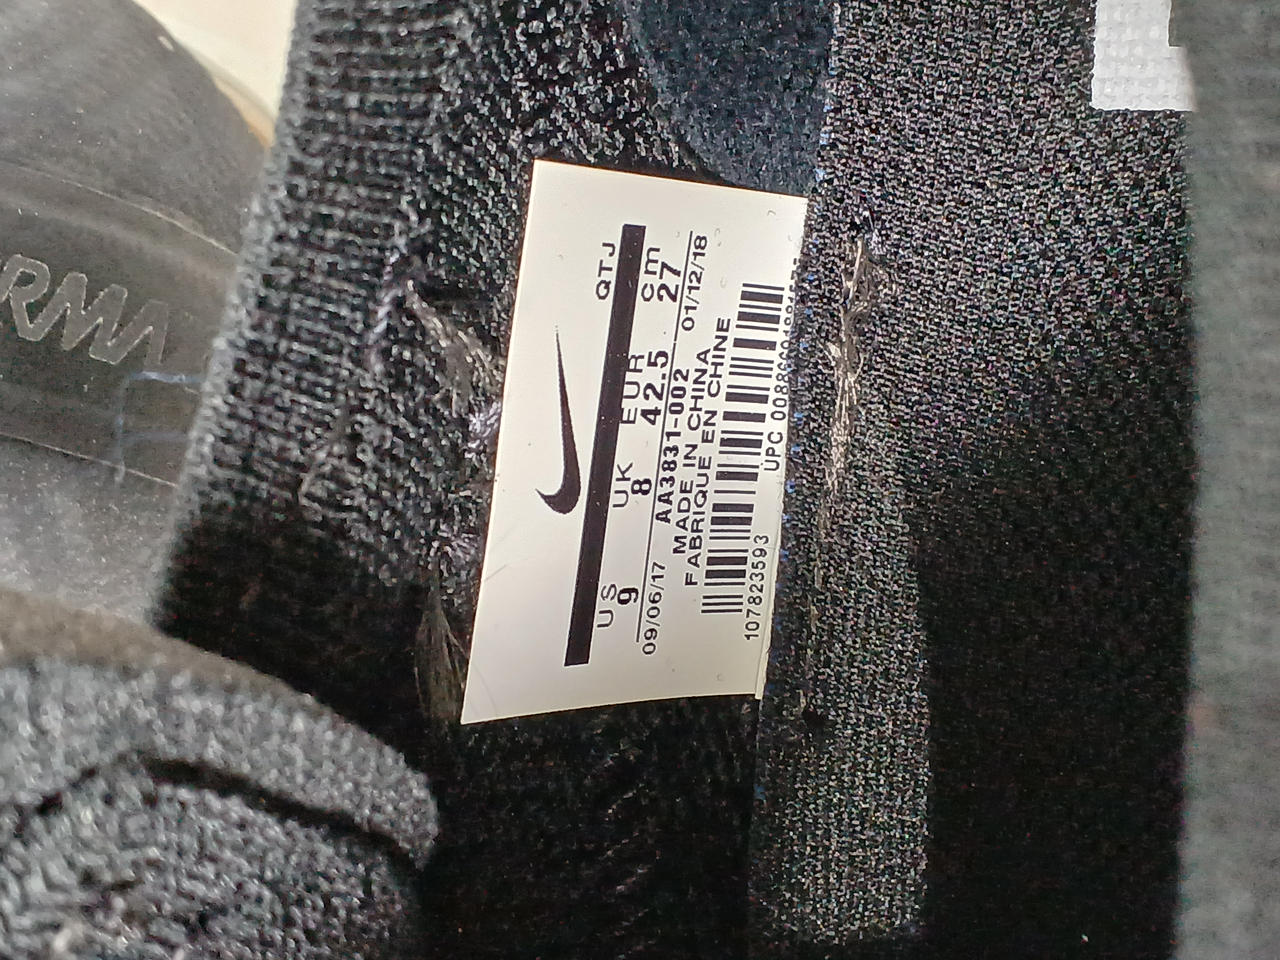 QTJ
US UK EUR cm
9 8 42.5 27
09/06/17 AA3831-002 01/12/18
MADE IN CHINA
FABRIQUE EN CHINE
107823593 UPC